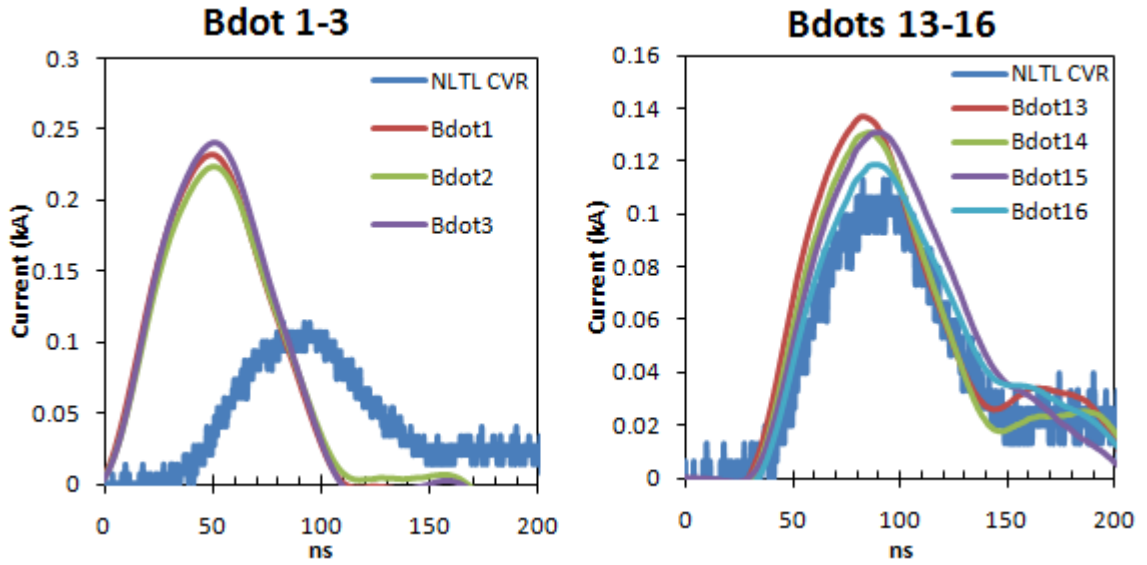 Bdot 1-3
0.3
0.25
0.2
0.15
0.1
0.05
0
Current (kA)
NLTL CVR
Bdot1
Bdot2
Bdot3
0 50 100 150 200
ns
Bdots 13-16
0.16
0.14
0.12
0.1
0.08
0.06
0.04
0.02
0
Current (kA)
NLTL CVR
Bdot13
Bdot14
Bdot15
Bdot16
0 50 100 150 200
ns